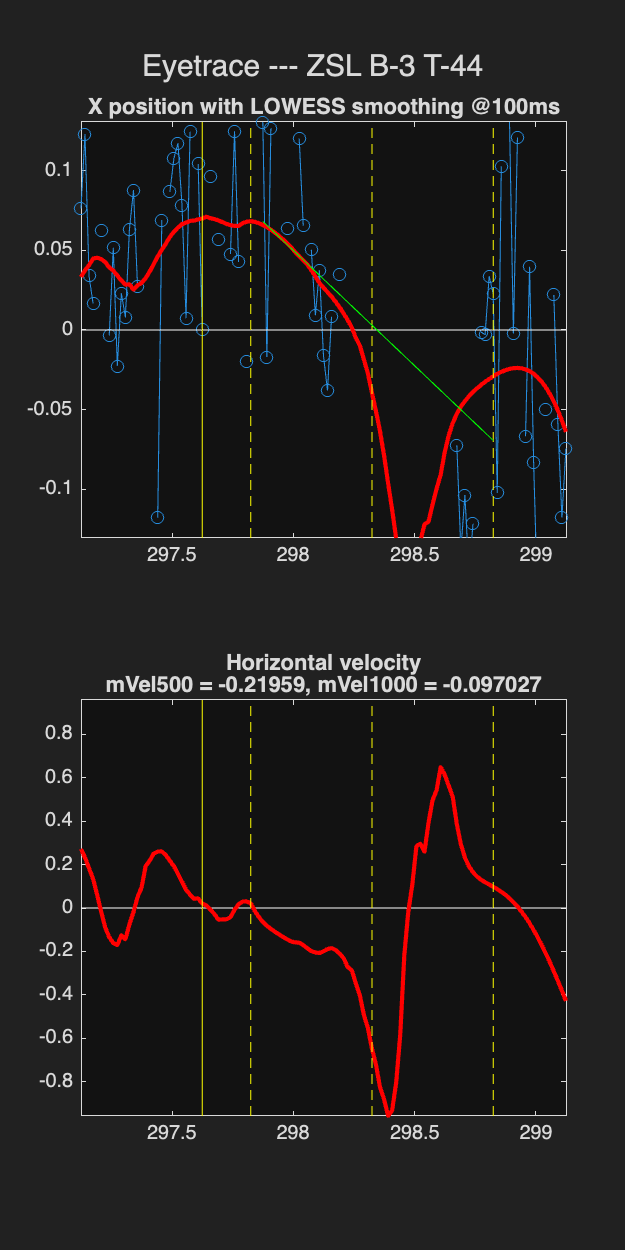 Eyetrace --- ZSL B-3 T-44
X position with LOWESS smoothing @100ms
0.1
0.05
0
-0.05
-0.1
297.5 298 298.5 299
Horizontal velocity
mVel500 = -0.21959, mVel1000 = -0.097027
0.8
0.6
0.4
0.2
0
-0.2
-0.4
-0.6
-0.8
297.5 298 298.5 299